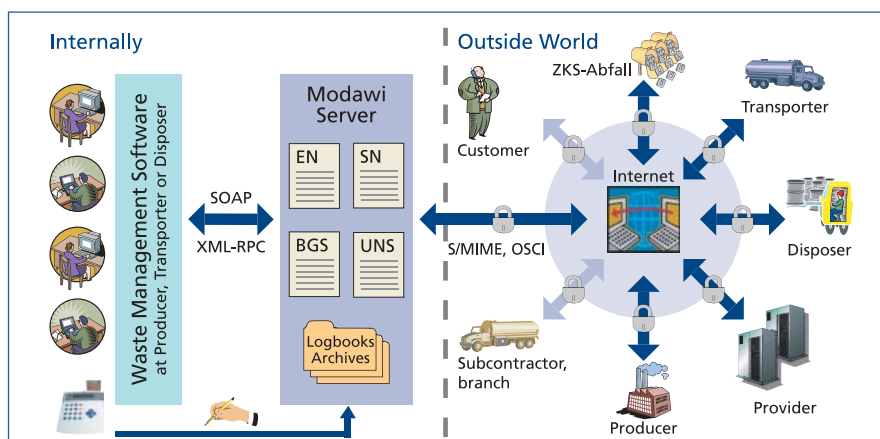 Internally
Waste Management Software
at Producer, Transporter or Disposer
SOAP
XML-RPC
Modawi
Server
EN
SN
BGS
UNS
Logbooks
Archives
Outside World
S/MIME, OSCI
Internet
Customer
ZKS-Abfall
Transporter
Disposer
Provider
Producer
Subcontractor,
branch